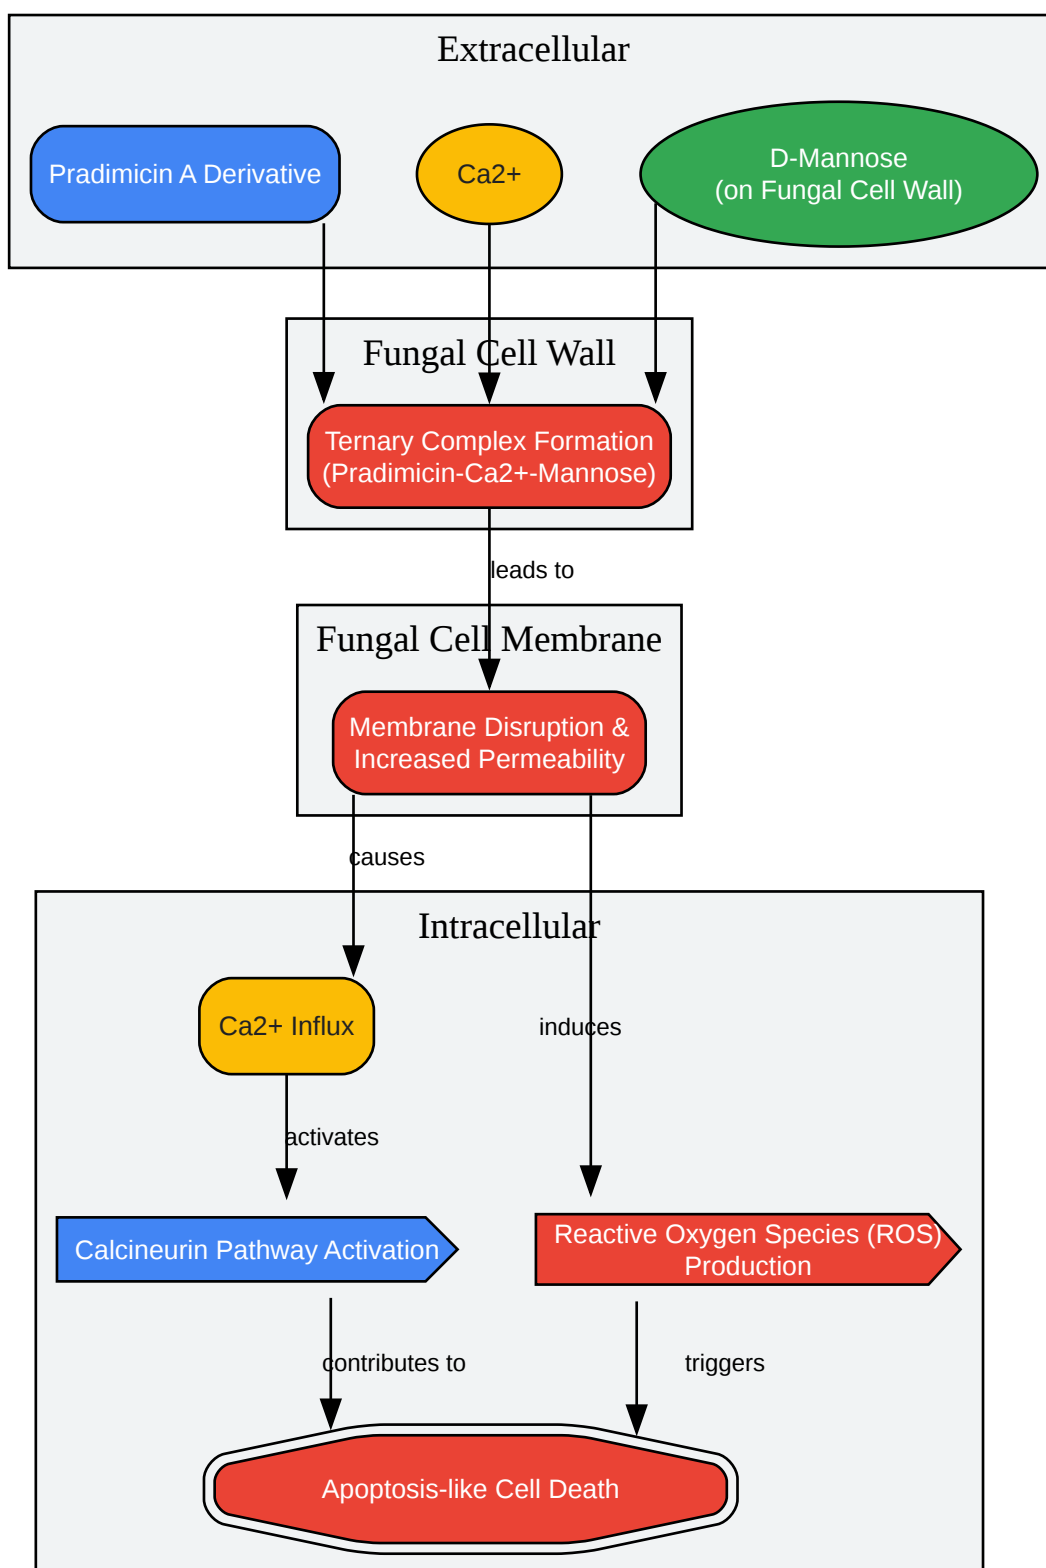 Extracellular
Pradimicin A Derivative
Ca2+
D-Mannose
(on Fungal Cell Wall)
Fungal Cell Wall
Ternary Complex Formation
(Pradimicin-Ca2+-Mannose)
leads to
Fungal Cell Membrane
Membrane Disruption &
Increased Permeability
causes
Intracellular
Ca2+ Influx
induces
activates
Calcineurin Pathway Activation
Reactive Oxygen Species (ROS)
Production
contributes to
triggers
Apoptosis-like Cell Death